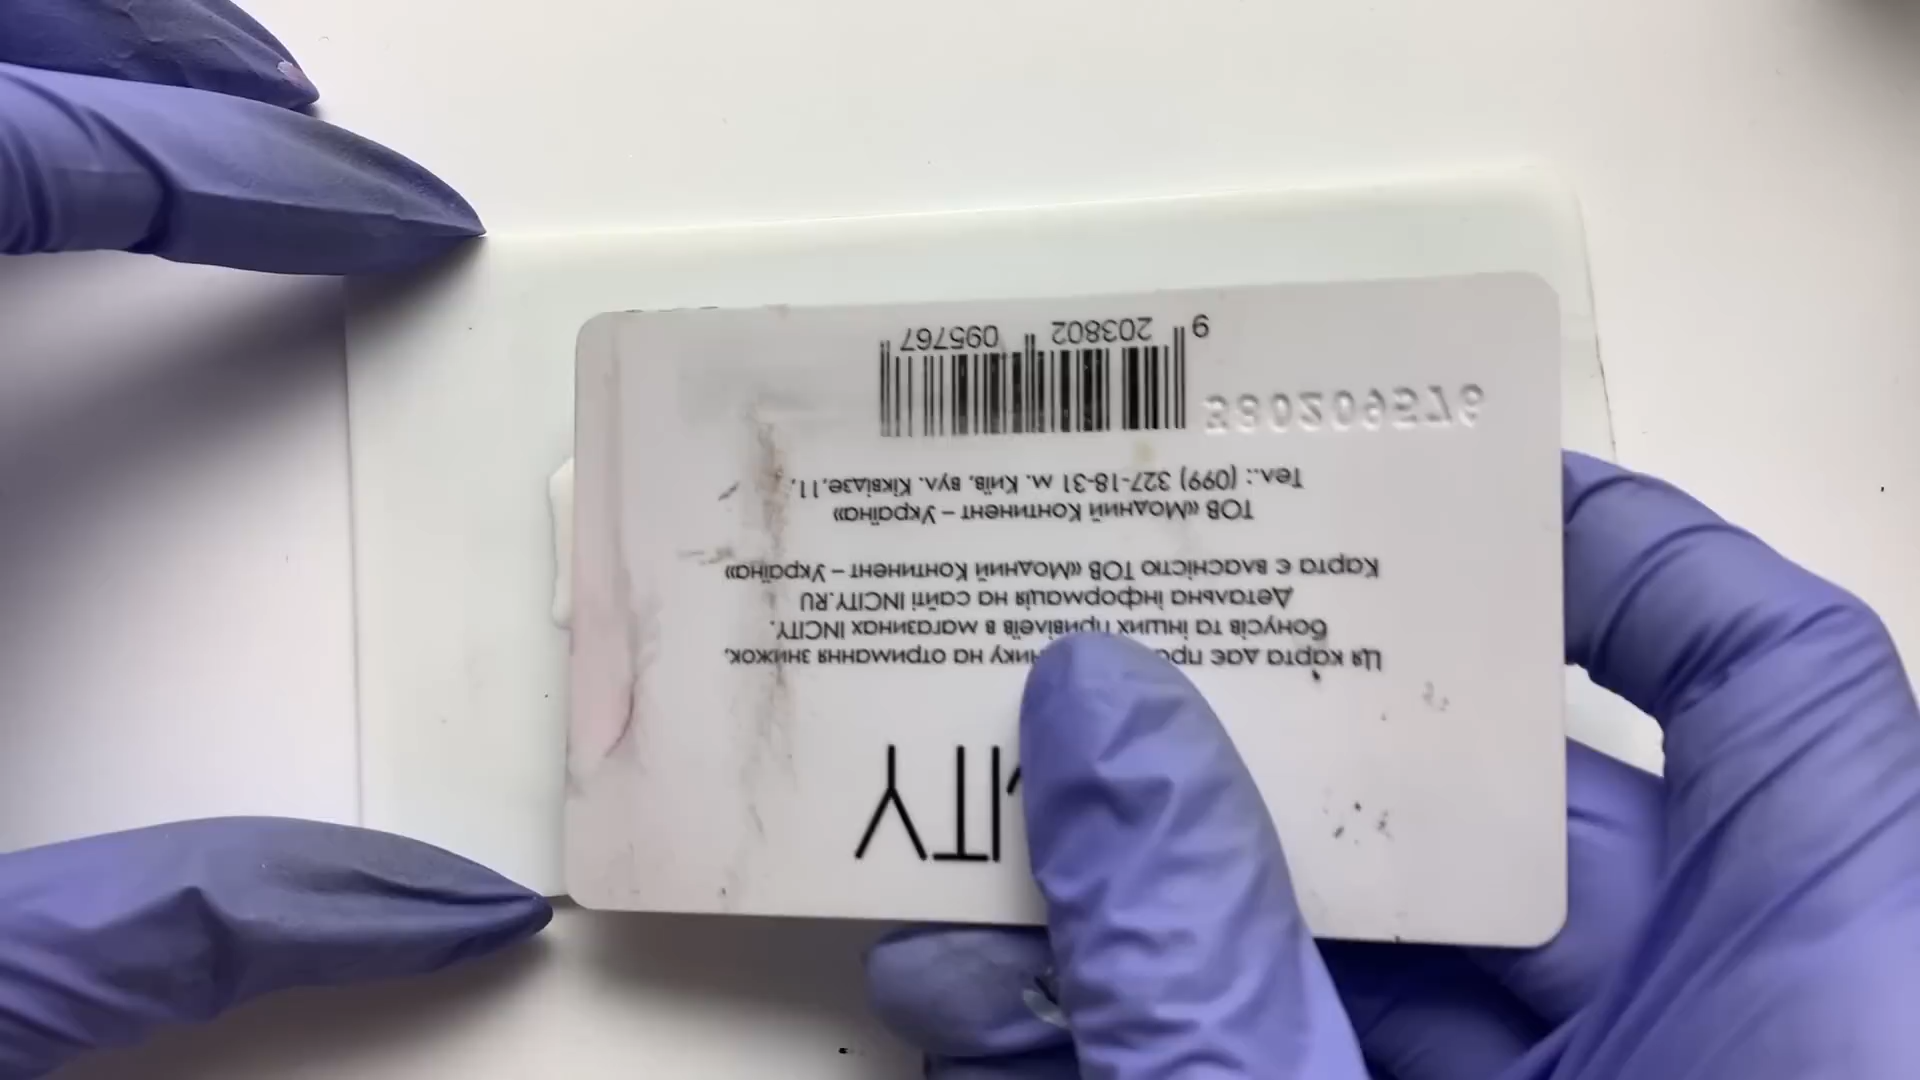 ITY
Ця карта дає на отримання знижок,
бонусів та інших привілеїв в магазинах INCITY.
Детальна інформація на сайті INCITY.RU
Карта є власністю ТОВ «Модний Континент – Україна»
ТОВ «Модний Континент – Україна»
Тел.: (099) 327-18-31 м. Київ, вул. Кіквідзе,11.
380209576
9 203802 095767